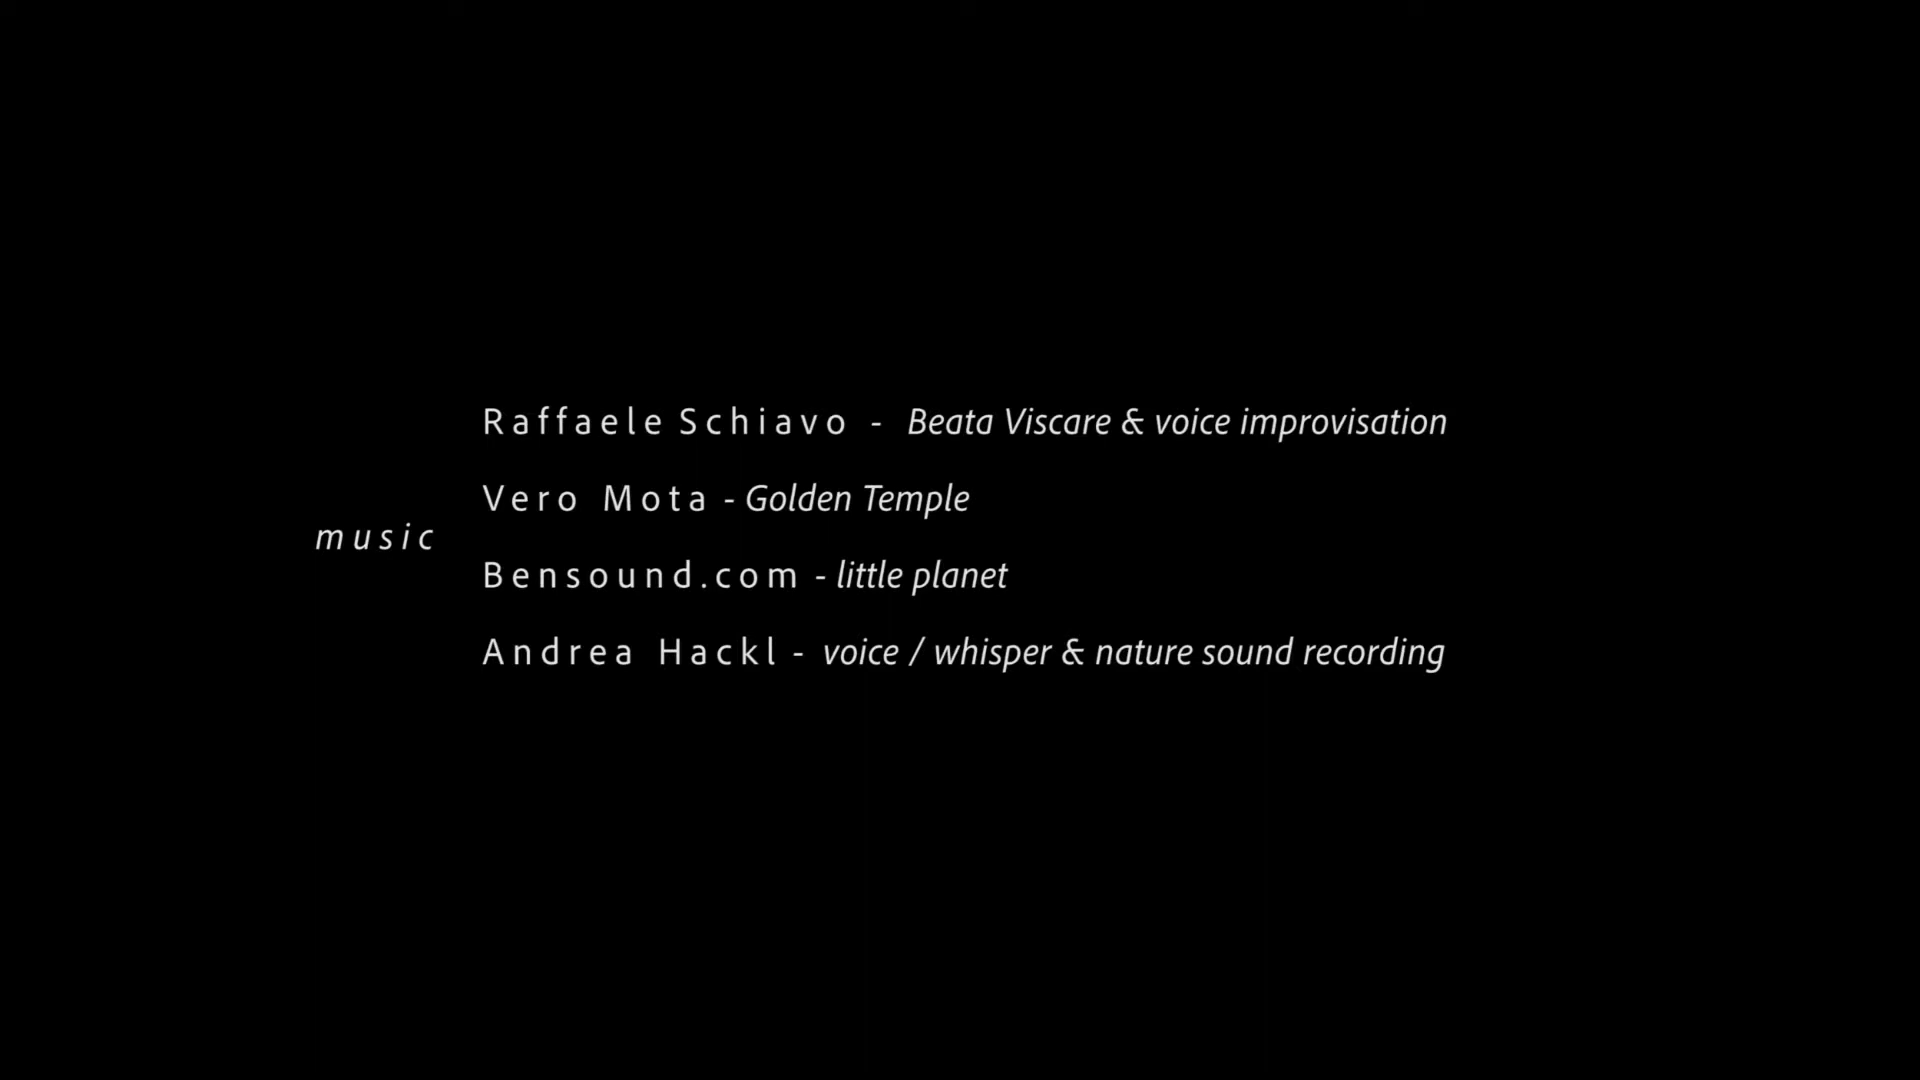 Raffaele Schiavo - Beata Viscare & voice improvisation
Vero Mota - Golden Temple
music
Bensound.com - little planet
Andrea Hackl - voice / whisper & nature sound recording